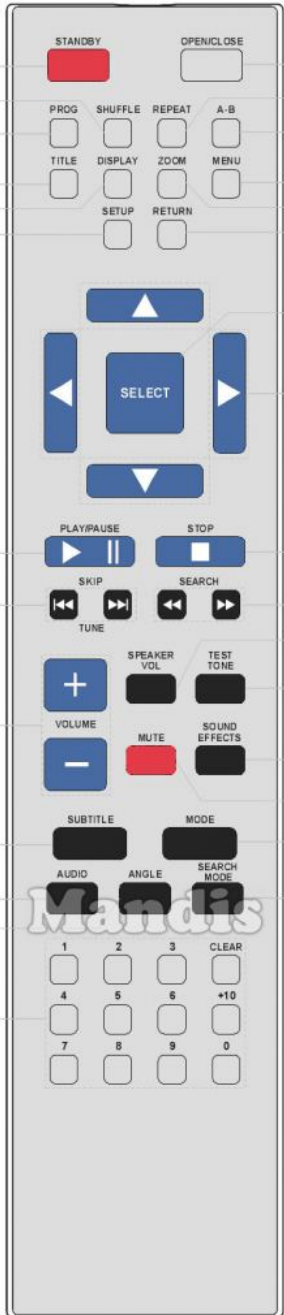 STANDBY OPEN/CLOSE
PROG SHUFFLE REPEAT A-B
TITLE DISPLAY ZOOM MENU
SETUP RETURN
SELECT
PLAY/PAUSE STOP
SKIP SEARCH
TUNE
SPEAKER VOL TEST TONE
VOLUME
MUTE SOUND EFFECTS
SUBTITLE MODE
AUDIO ANGLE SEARCH MODE
Mandis
1 2 3 CLEAR
4 5 6 +10
7 8 9 0